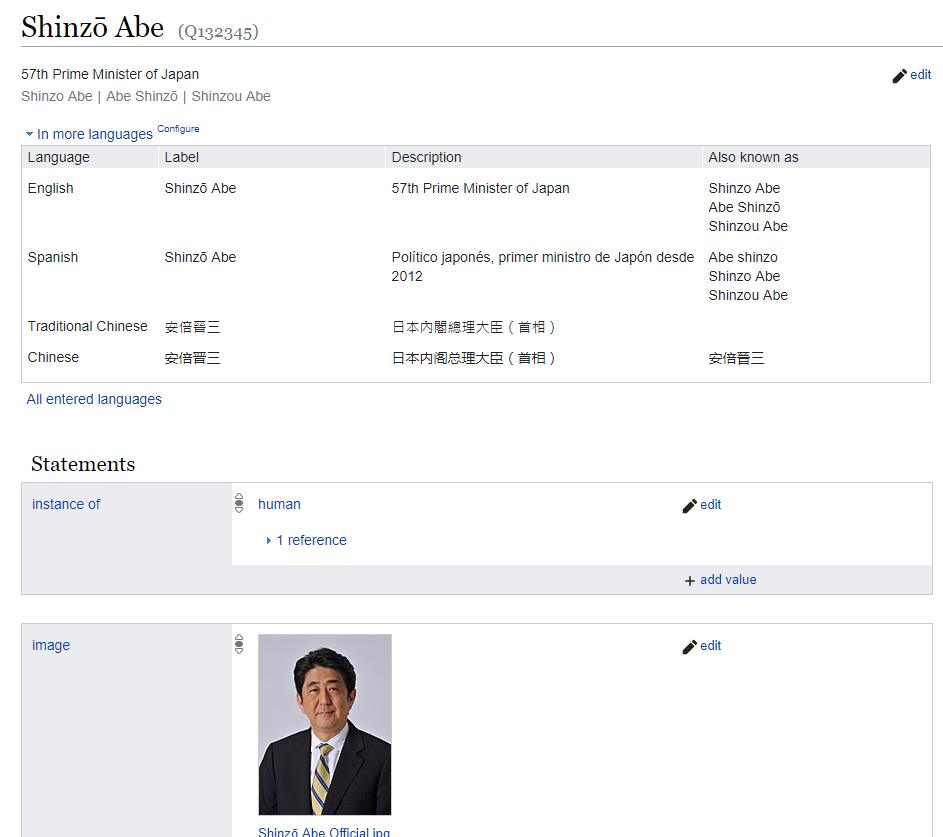 Shinzō Abe (Q132345)
57th Prime Minister of Japan
edit
Shinzo Abe | Abe Shinzō | Shinzou Abe
In more languages Configure
Language Label Description Also known as
English Shinzō Abe 57th Prime Minister of Japan Shinzo Abe
Abe Shinzō
Shinzou Abe
Spanish Shinzō Abe Político japonés, primer ministro de Japón desde Abe shinzo
2012 Shinzo Abe
Shinzou Abe
Traditional Chinese 安倍晉三 日本內閣總理大臣（首相）
Chinese 安倍晋三 日本内阁总理大臣（首相） 安倍晉三
All entered languages
Statements
instance of human edit
1 reference
+ add value
image edit
Shinzō Abe Official.jpg